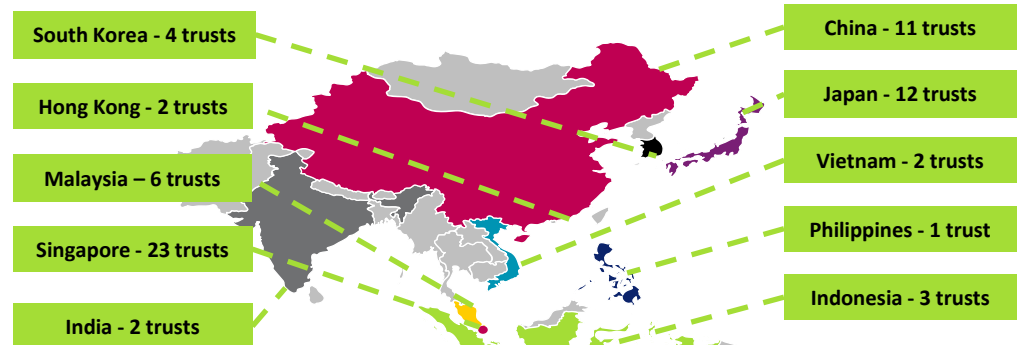 South Korea - 4 trusts
Hong Kong - 2 trusts
Malaysia – 6 trusts
Singapore - 23 trusts
India - 2 trusts
China - 11 trusts
Japan - 12 trusts
Vietnam - 2 trusts
Philippines - 1 trust
Indonesia - 3 trusts